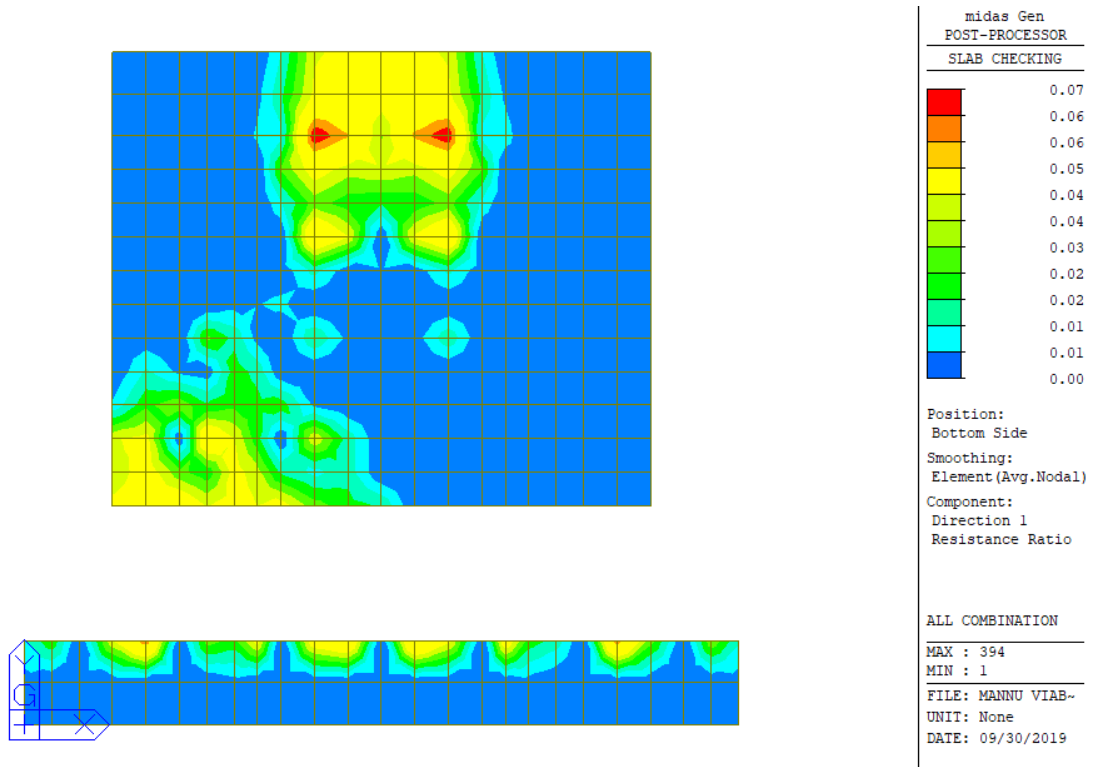 midas Gen
POST-PROCESSOR
SLAB CHECKING
0.07
0.06
0.06
0.05
0.04
0.04
0.03
0.02
0.02
0.01
0.01
0.00
Position:
Bottom Side
Smoothing:
Element(Avg.Nodal)
Component:
Direction 1
Resistance Ratio
ALL COMBINATION
MAX : 394
MIN : 1
FILE: MANNU VIAB~
UNIT: None
DATE: 09/30/2019
Y
G
X